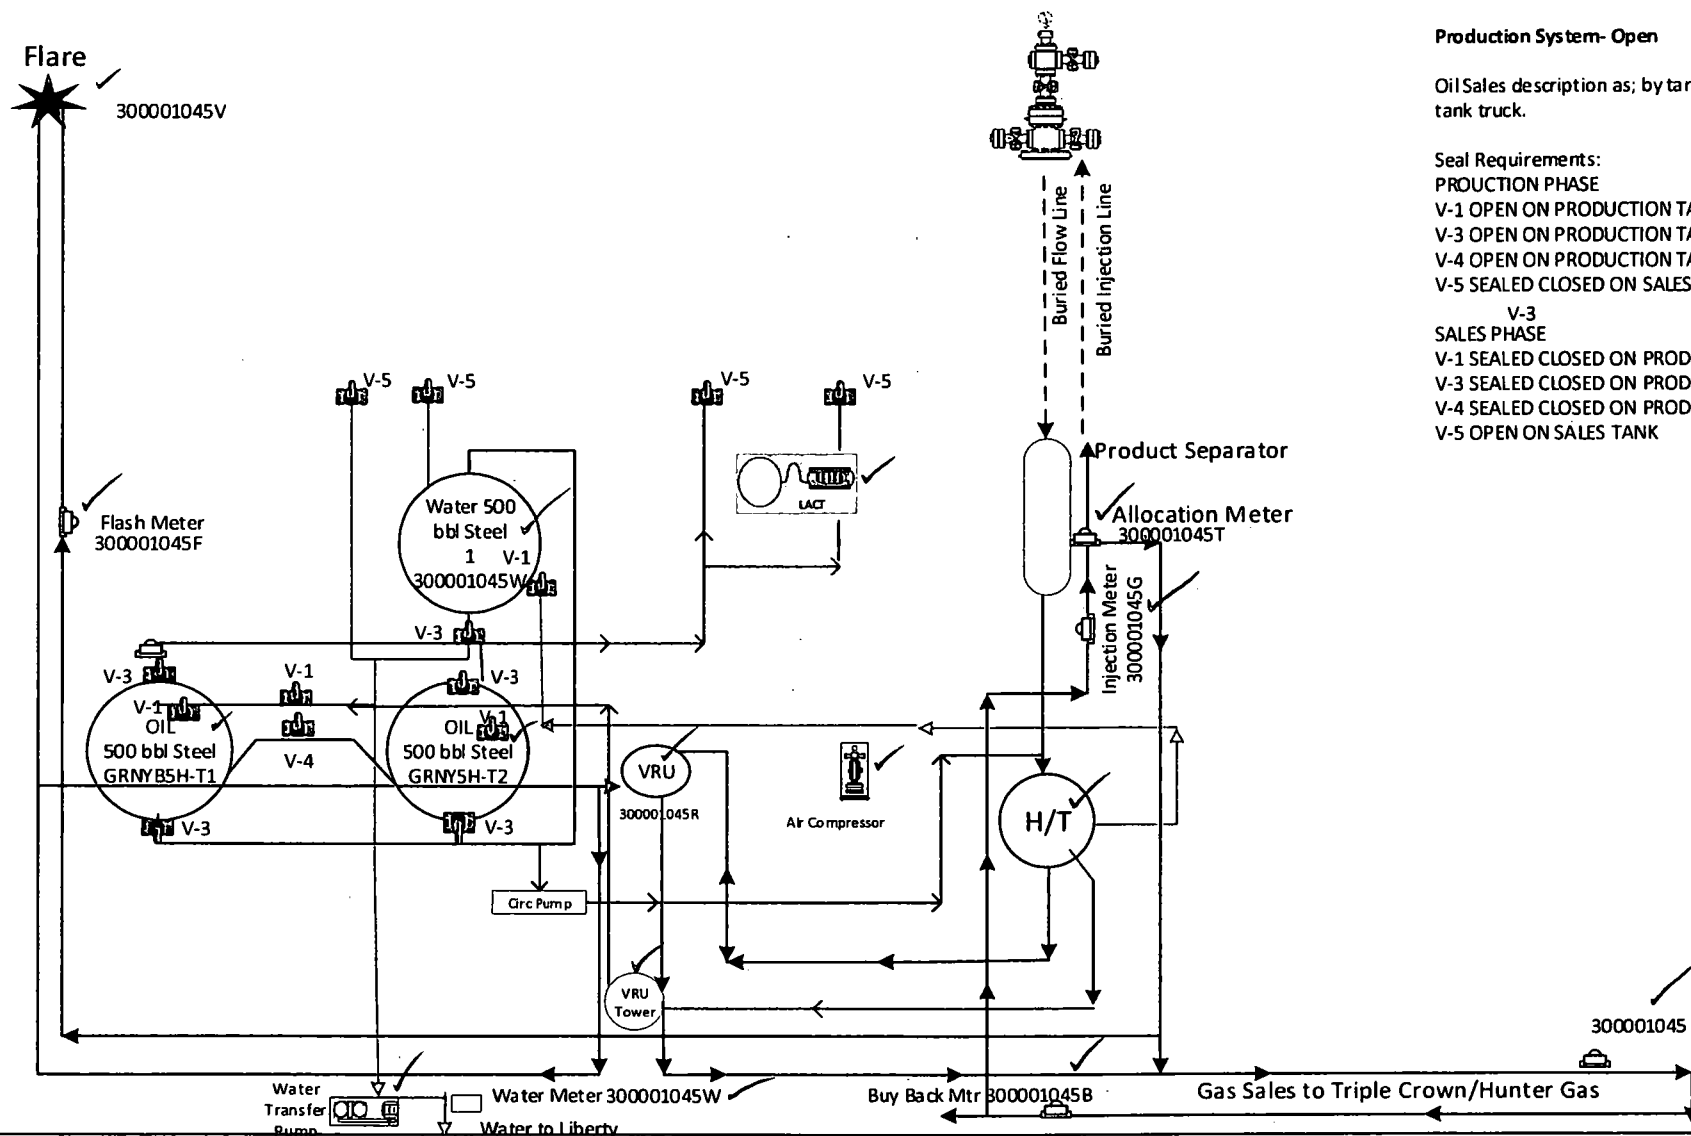 Flare
300001045V
Production System- Open
Oil Sales description as; by
tank truck.
Seal Requirements:
PROUCTION PHASE
V-1 OPEN ON PRODUCTION
V-3 OPEN ON PRODUCTION
V-4 OPEN ON PRODUCTION
V-5 SEALED CLOSED ON SALES
V-3
SALES PHASE
V-1 SEALED CLOSED ON
V-3 SEALED CLOSED ON
V-4 SEALED CLOSED ON
V-5 OPEN ON SALES TANK
Buried Flow Line
Buried Injection Line
V-5
V-5
V-5
V-5
Product Separator
LACT
Water 500
bbl Steel
1
V-1
300001045W
Flash Meter
300001045F
Allocation Meter
300001045T
Injection Meter
300001045G
V-3
V-3
V-1
V-3
V-1
OIL
500 bbl Steel
GRNYB5H-T1
V-4
V-1
OIL
500 bbl Steel
GRNY5H-T2
V-3
V-3
VRU
300001045R
Air Compressor
H/T
Circ Pump
VRU
Tower
300001045
Water
Transfer
Pump
Water Meter 300001045W
Water to Liberty
Buy Back Mtr 300001045B
Gas Sales to Triple Crown/Hunter Gas